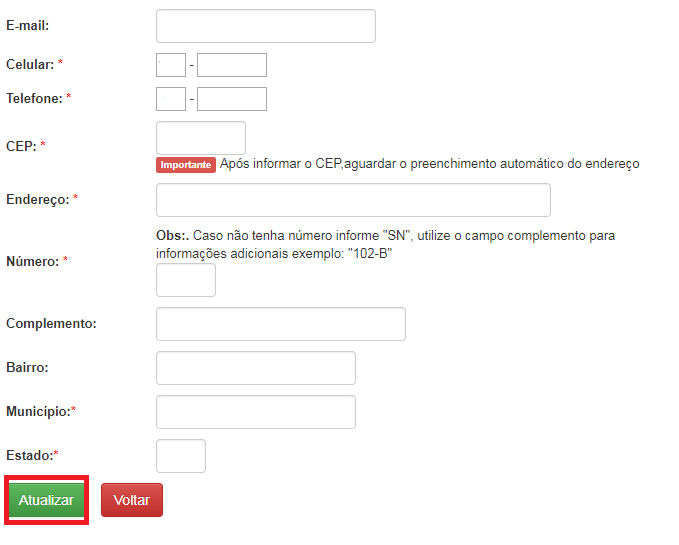 E-mail:
Celular: * -
Telefone: * -
CEP: *
Importante Após informar o CEP,aguardar o preenchimento automático do endereço
Endereço: *
Obs:. Caso não tenha número informe "SN", utilize o campo complemento para
informações adicionais exemplo: "102-B"
Número: *
Complemento:
Bairro:
Município:*
Estado:*
Atualizar Voltar